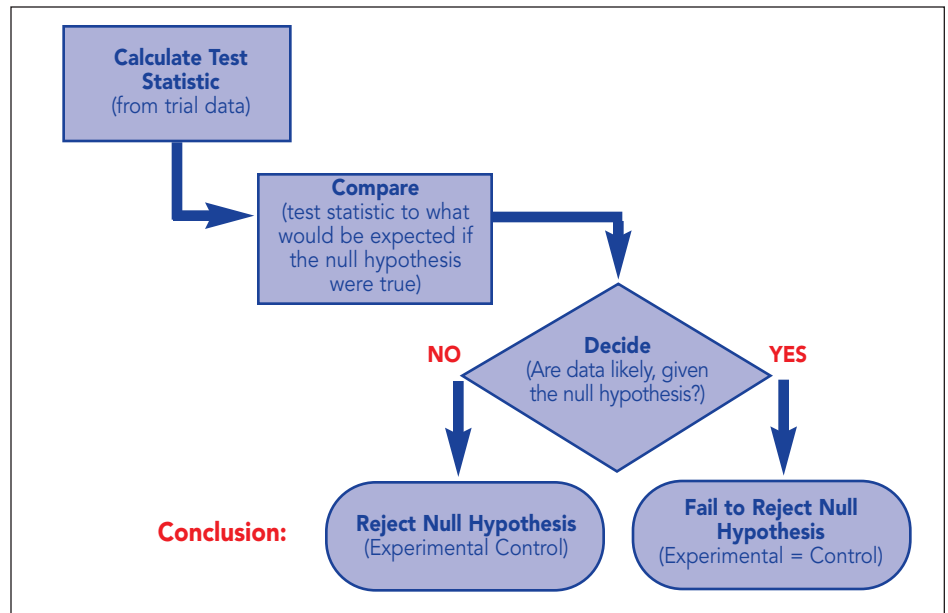 Calculate Test
Statistic
(from trial data)
Compare
(test statistic to what
would be expected if
the null hypothesis
were true)
NO
Decide
YES
(Are data likely, given
the null hypothesis?)
Conclusion:
Reject Null Hypothesis
(Experimental Control)
Fail to Reject Null
Hypothesis
(Experimental = Control)